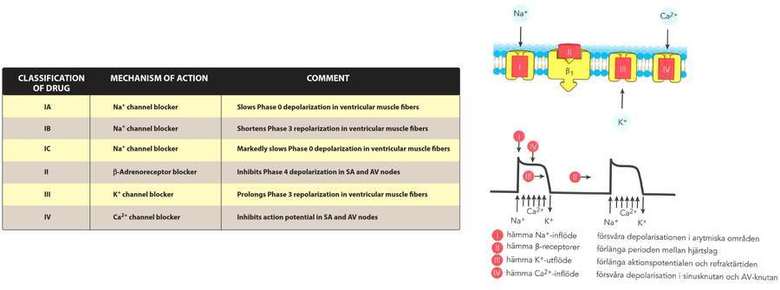 CLASSIFICATION OF DRUG MECHANISM OF ACTION COMMENT
IA Na⁺ channel blocker Slows Phase 0 depolarization in ventricular muscle fibers
IB Na⁺ channel blocker Shortens Phase 3 repolarization in ventricular muscle fibers
IC Na⁺ channel blocker Markedly slows Phase 0 depolarization in ventricular muscle fibers
II β-Adrenoreceptor blocker Inhibits Phase 4 depolarization in SA and AV nodes
III K⁺ channel blocker Prolongs Phase 3 repolarization in ventricular muscle fibers
IV Ca²⁺ channel blocker Inhibits action potential in SA and AV nodes
Na⁺ Ca²⁺
I II III IV
β₁
K⁺
I IV
III II
Ca²⁺ Ca²⁺
Na⁺ K⁺ Na⁺ K⁺
I hämma Na⁺-inflöde försvåra depolarisationen i arytmiska områden
II hämma β-receptorer förlänga perioden mellan hjärtslag
III hämma K⁺-utflöde förlänga aktionspotentialen och refraktärtiden
IV hämma Ca²⁺-inflöde försvåra depolarisation i sinusknutan och AV-knutan